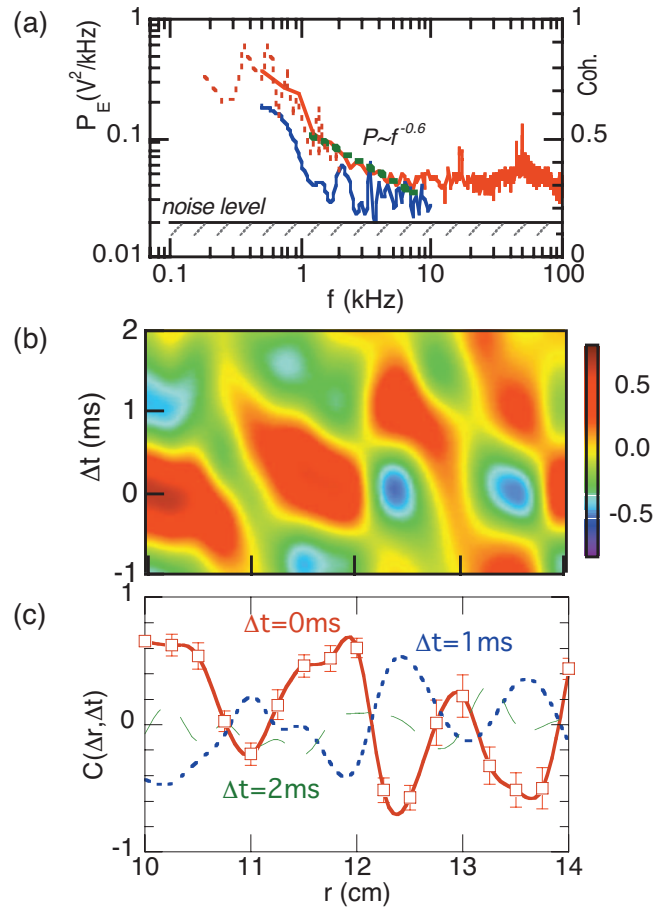 (a)
1
1
P_E(V²/kHz)
Coh.
P~f^-0.6
0.1
0.5
noise level
0.01
0
0.1
1
10
100
f (kHz)
(b)
2
1
0
-1
Δt (ms)
0.5
0.0
-0.5
(c)
1
Δt=0ms
Δt=1ms
C(Δr,Δt)
0
Δt=2ms
-1
10
11
12
13
14
r (cm)